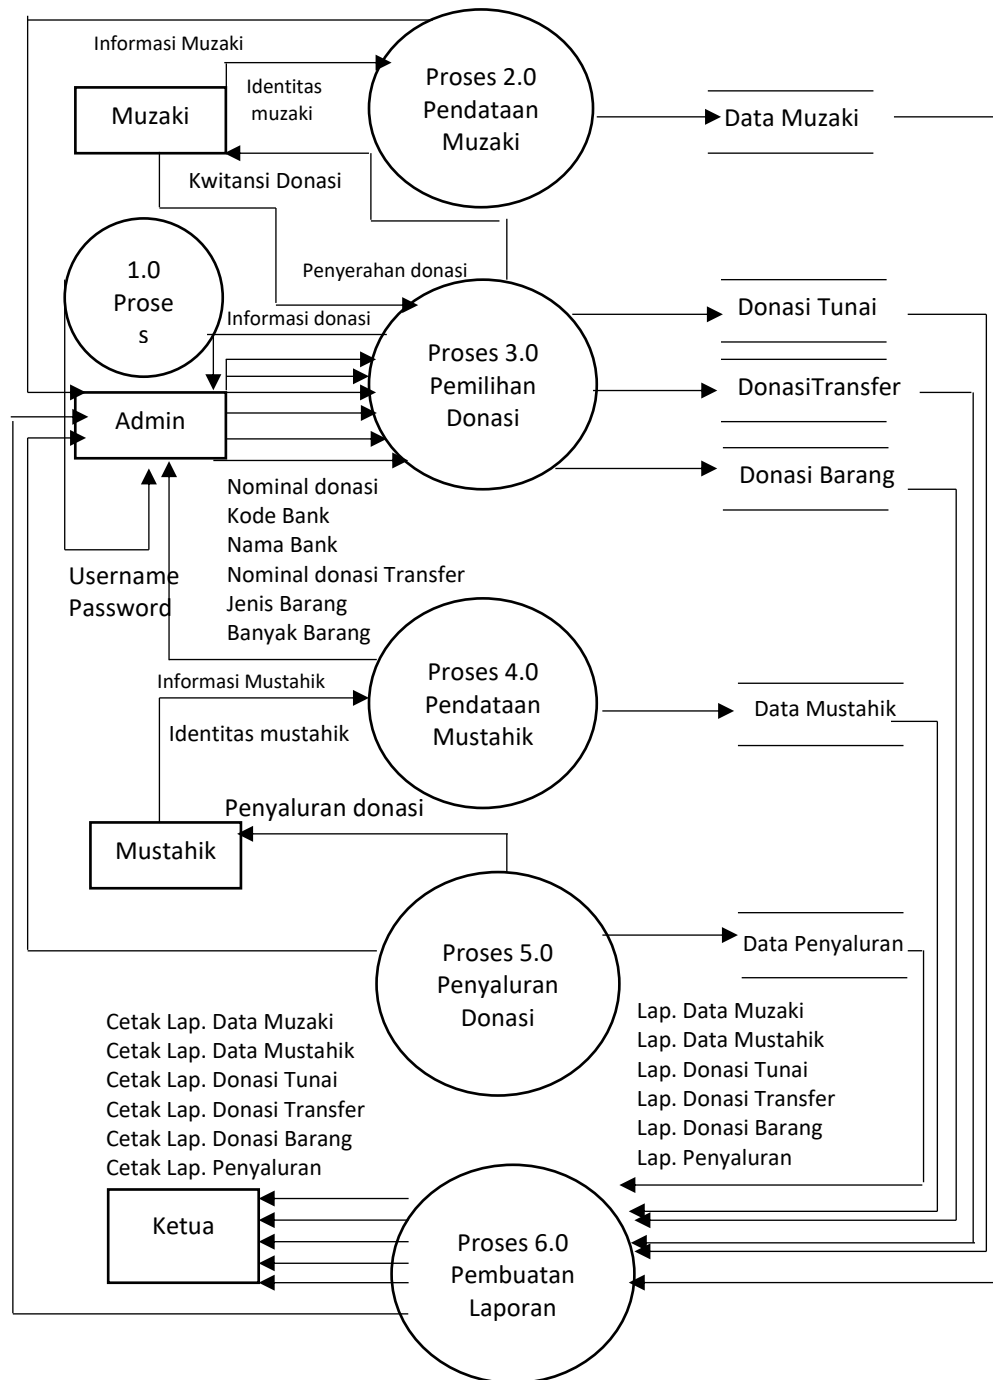 Informasi Muzaki
Proses 2.0
Pendataan
Muzaki
Identitas
muzaki
Muzaki
Data Muzaki
Kwitansi Donasi
1.0
Prose
s
Penyerahan donasi
Informasi donasi
Proses 3.0
Pemilihan
Donasi
Donasi Tunai
DonasiTransfer
Donasi Barang
Admin
Nominal donasi
Kode Bank
Nama Bank
Nominal donasi Transfer
Jenis Barang
Banyak Barang
Username
Password
Informasi Mustahik
Identitas mustahik
Proses 4.0
Pendataan
Mustahik
Data Mustahik
Penyaluran donasi
Mustahik
Proses 5.0
Penyaluran
Donasi
Data Penyaluran
Cetak Lap. Data Muzaki
Cetak Lap. Data Mustahik
Cetak Lap. Donasi Tunai
Cetak Lap. Donasi Transfer
Cetak Lap. Donasi Barang
Cetak Lap. Penyaluran
Lap. Data Muzaki
Lap. Data Mustahik
Lap. Donasi Tunai
Lap. Donasi Transfer
Lap. Donasi Barang
Lap. Penyaluran
Ketua
Proses 6.0
Pembuatan
Laporan